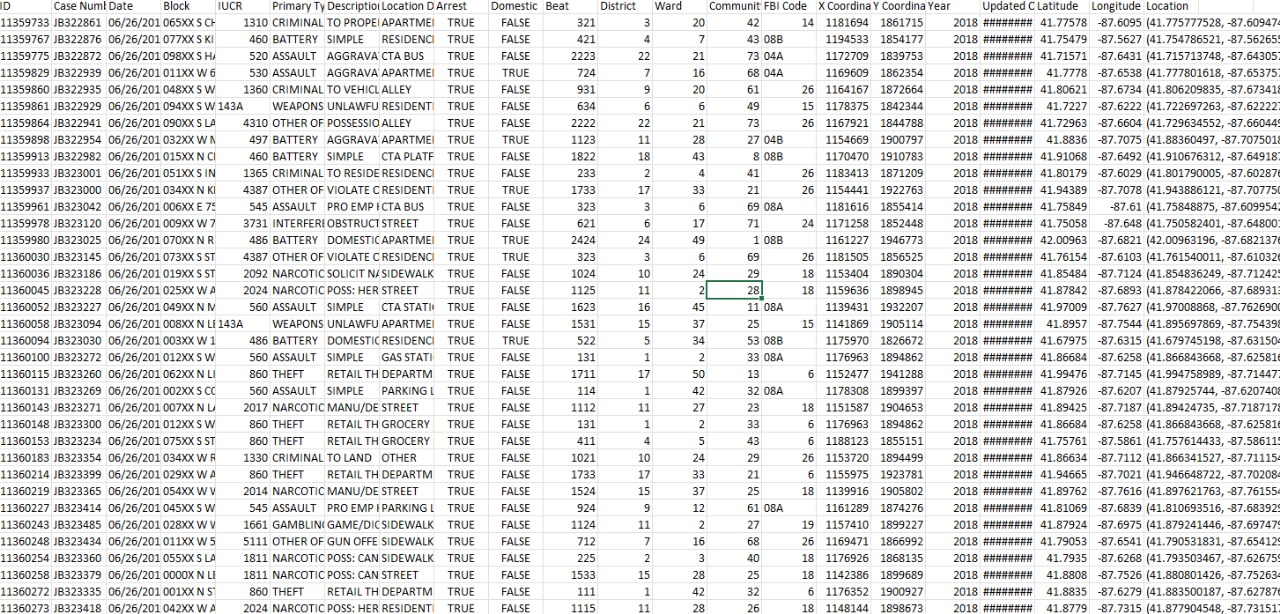 ID Case Numl Date Block IUCR Primary Ty Descriptio Location D Arrest Domestic Beat District Ward Communit FBI Code X Coordina Y Coordina Year Updated O Latitude Longitude Location
11359733 JB322861 06/26/201 065XX S CH 1310 CRIMINAL TO PROPE APARTMEI TRUE FALSE 321 3 20 42 14 1181694 1861715 2018 ######## 41.77578 -87.6095 (41.775777528, -87.609474
11359767 JB322876 06/26/201 077XX S KI 460 BATTERY SIMPLE RESIDENC TRUE FALSE 421 4 7 43 08B 1194533 1854177 2018 ######## 41.75479 -87.5627 (41.754786521, -87.562655
11359775 JB322872 06/26/201 098XX S HA 520 ASSAULT AGGRAVA CTA BUS TRUE FALSE 2223 22 21 73 04A 1172709 1839753 2018 ######## 41.71571 -87.6431 (41.715713748, -87.643057
11359829 JB322939 06/26/201 011XX W 6 530 ASSAULT AGGRAVA APARTMEI TRUE TRUE 724 7 16 68 04A 1169609 1862354 2018 ######## 41.7778 -87.6538 (41.777801618, -87.653757
11359860 JB322935 06/26/201 048XX S W 1360 CRIMINAL TO VEHICL ALLEY TRUE FALSE 931 9 20 61 26 1164167 1872664 2018 ######## 41.80621 -87.6734 (41.806209835, -87.673418
11359861 JB322929 06/26/201 094XX S W 143A WEAPONS UNLAWFU RESIDENTI TRUE FALSE 634 6 6 49 15 1178375 1842344 2018 ######## 41.7227 -87.6222 (41.722697263, -87.622227
11359864 JB322941 06/26/201 090XX S LA 4310 OTHER OF POSSESSIO ALLEY TRUE FALSE 2222 22 21 73 26 1167921 1844788 2018 ######## 41.72963 -87.6604 (41.729634552, -87.660449
11359898 JB322954 06/26/201 032XX W M 497 BATTERY AGGRAVA APARTMEI TRUE TRUE 1123 11 28 27 04B 1154669 1900797 2018 ######## 41.8836 -87.7075 (41.88360497, -87.7075018
11359913 JB322982 06/26/201 015XX N CI 460 BATTERY SIMPLE CTA PLATF TRUE FALSE 1822 18 43 8 08B 1170470 1910783 2018 ######## 41.91068 -87.6492 (41.910676312, -87.649187
11359933 JB323001 06/26/201 051XX S IN 1365 CRIMINAL TO RESIDE RESIDENTI TRUE FALSE 233 2 4 41 26 1183413 1871209 2018 ######## 41.80179 -87.6029 (41.801790005, -87.602876
11359937 JB323000 06/26/201 034XX N KI 4387 OTHER OF VIOLATE O RESIDENTI TRUE TRUE 1733 17 33 21 26 1154441 1922763 2018 ######## 41.94389 -87.7078 (41.943886121, -87.707750
11359961 JB323042 06/26/201 006XX E 75 545 ASSAULT PRO EMP I CTA BUS TRUE FALSE 323 3 6 69 08A 1181616 1855414 2018 ######## 41.75849 -87.61 (41.75848875, -87.6099542
11359978 JB323120 06/26/201 009XX W 7 3731 INTERFERI OBSTRUCT STREET TRUE FALSE 621 6 17 71 24 1171258 1852448 2018 ######## 41.75058 -87.648 (41.750582401, -87.648001
11359980 JB323025 06/26/201 070XX N R 486 BATTERY DOMESTIC APARTMEI TRUE TRUE 2424 24 49 1 08B 1161227 1946773 2018 ######## 42.00963 -87.6821 (42.00963196, -87.6821376
11360030 JB323145 06/26/201 073XX S ST 4387 OTHER OF VIOLATE O RESIDENC TRUE TRUE 323 3 6 69 26 1181505 1856525 2018 ######## 41.76154 -87.6103 (41.761540011, -87.610326
11360036 JB323186 06/26/201 019XX S ST 2092 NARCOTIC SOLICIT NA SIDEWALK TRUE FALSE 1024 10 24 29 18 1153404 1890304 2018 ######## 41.85484 -87.7124 (41.854836249, -87.712425
11360045 JB323228 06/26/201 025XX W A 2024 NARCOTIC POSS: HER STREET TRUE FALSE 1125 11 2 28 18 1159636 1898945 2018 ######## 41.87842 -87.6893 (41.878422066, -87.689313
11360052 JB323227 06/26/201 049XX N M 560 ASSAULT SIMPLE CTA STATI TRUE FALSE 1623 16 45 11 08A 1139431 1932207 2018 ######## 41.97009 -87.7627 (41.97008868, -87.7626900
11360058 JB323094 06/26/201 008XX N LE 143A WEAPONS UNLAWFU APARTMEI TRUE FALSE 1531 15 37 25 15 1141869 1905114 2018 ######## 41.8957 -87.7544 (41.895697869, -87.754398
11360094 JB323030 06/26/201 003XX W 1 486 BATTERY DOMESTIC RESIDENC TRUE TRUE 522 5 34 53 08B 1175970 1826672 2018 ######## 41.67975 -87.6315 (41.679745198, -87.631504
11360100 JB323272 06/26/201 012XX S W 560 ASSAULT SIMPLE GAS STATI TRUE FALSE 131 1 2 33 08A 1176963 1894862 2018 ######## 41.86684 -87.6258 (41.866843668, -87.625816
11360115 JB323260 06/26/201 062XX N LI 860 THEFT RETAIL TH DEPARTM TRUE FALSE 1711 17 50 13 6 1152477 1941288 2018 ######## 41.99476 -87.7145 (41.994758989, -87.714477
11360131 JB323269 06/26/201 002XX S CO 560 ASSAULT SIMPLE PARKING L TRUE FALSE 114 1 42 32 08A 1178308 1899397 2018 ######## 41.87926 -87.6207 (41.87925744, -87.6207408
11360143 JB323271 06/26/201 007XX N LA 2017 NARCOTIC MANU/DE STREET TRUE FALSE 1112 11 27 23 18 1151587 1904653 2018 ######## 41.89425 -87.7187 (41.89424735, -87.7187178
11360148 JB323300 06/26/201 012XX S W 860 THEFT RETAIL TH GROCERY TRUE FALSE 131 1 2 33 6 1176963 1894862 2018 ######## 41.86684 -87.6258 (41.866843668, -87.625816
11360153 JB323234 06/26/201 075XX S ST 860 THEFT RETAIL TH GROCERY TRUE FALSE 411 4 5 43 6 1188123 1855151 2018 ######## 41.75761 -87.5861 (41.757614433, -87.586115
11360183 JB323354 06/26/201 034XX W R 1330 CRIMINAL TO LAND OTHER TRUE FALSE 1021 10 24 29 26 1153720 1894499 2018 ######## 41.86634 -87.7112 (41.866341527, -87.711154
11360214 JB323399 06/26/201 029XX W A 860 THEFT RETAIL TH DEPARTM TRUE FALSE 1733 17 33 21 6 1155975 1923781 2018 ######## 41.94665 -87.7021 (41.946648722, -87.702084
11360219 JB323365 06/26/201 054XX W W 2014 NARCOTIC MANU/DE STREET TRUE FALSE 1524 15 37 25 18 1139916 1905802 2018 ######## 41.89762 -87.7616 (41.897621763, -87.761554
11360227 JB323414 06/26/201 045XX S W 545 ASSAULT PRO EMP I PARKING L TRUE FALSE 924 9 12 61 08A 1161289 1874276 2018 ######## 41.81069 -87.6839 (41.810693516, -87.683925
11360243 JB323485 06/26/201 028XX W W 1661 GAMBLING GAME/DIC SIDEWALK TRUE FALSE 1124 11 2 27 19 1157410 1899227 2018 ######## 41.87924 -87.6975 (41.879241446, -87.697475
11360248 JB323434 06/26/201 011XX W 5 5111 OTHER OF GUN OFFE SIDEWALK TRUE FALSE 712 7 16 68 26 1169471 1866992 2018 ######## 41.79053 -87.6541 (41.790531831, -87.654129
11360254 JB323360 06/26/201 055XX S LA 1811 NARCOTIC POSS: CAN SIDEWALK TRUE FALSE 225 2 3 40 18 1176926 1868135 2018 ######## 41.7935 -87.6268 (41.793503467, -87.626759
11360258 JB323379 06/26/201 0000X N LE 1811 NARCOTIC POSS: CAN STREET TRUE FALSE 1533 15 28 25 18 1142386 1899689 2018 ######## 41.8808 -87.7526 (41.880801426, -87.752634
11360272 JB323335 06/26/201 001XX N ST 860 THEFT RETAIL TH DEPARTM TRUE FALSE 111 1 42 32 6 1176352 1900927 2018 ######## 41.8835 -87.6279 (41.883500187, -87.627876
11360273 JB323418 06/26/201 042XX W A 2024 NARCOTIC POSS: HER RESIDENTI TRUE FALSE 1115 11 28 26 18 1148144 1898673 2018 ######## 41.8779 -87.7315 (41.877904508, -87.731517